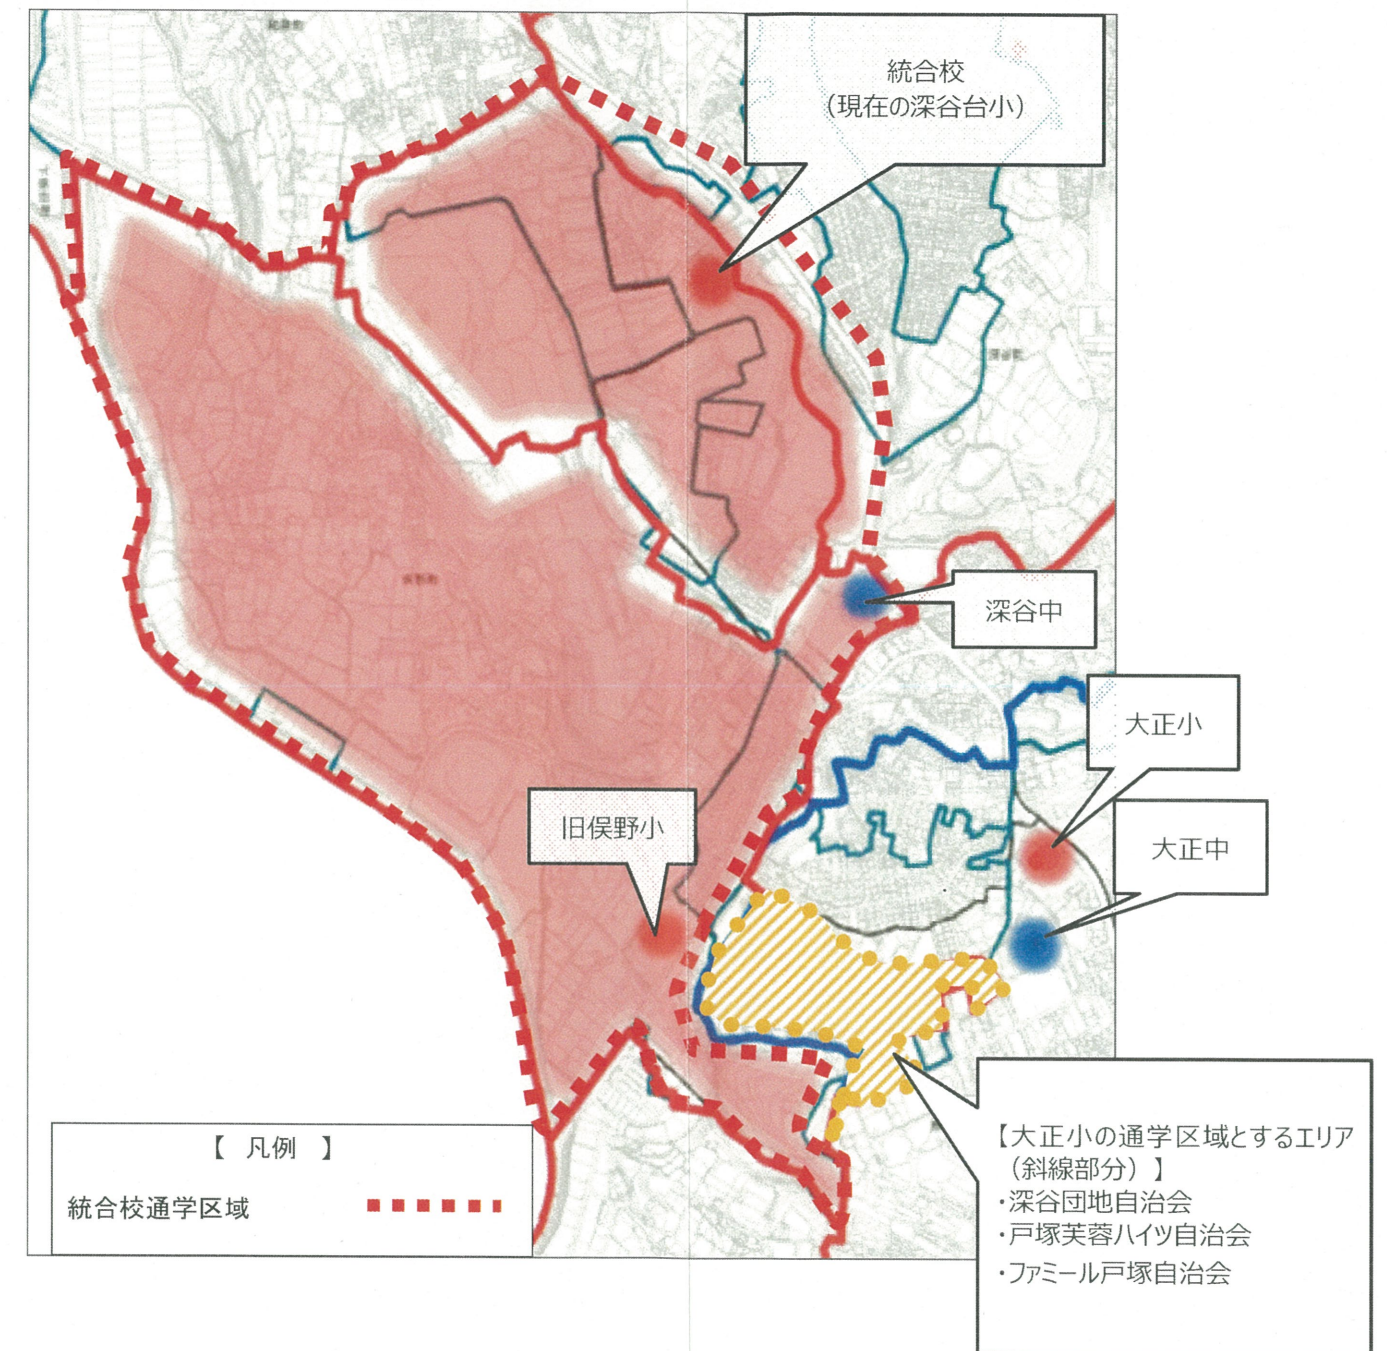 統合校
（現在の深谷台小）
深谷中
大正小
大正中
旧俣野小
【大正小の通学区域とするエリア
（斜線部分）】
・深谷団地自治会
・戸塚芙蓉ハイツ自治会
・ファミール戸塚自治会
【　凡例　】
統合校通学区域